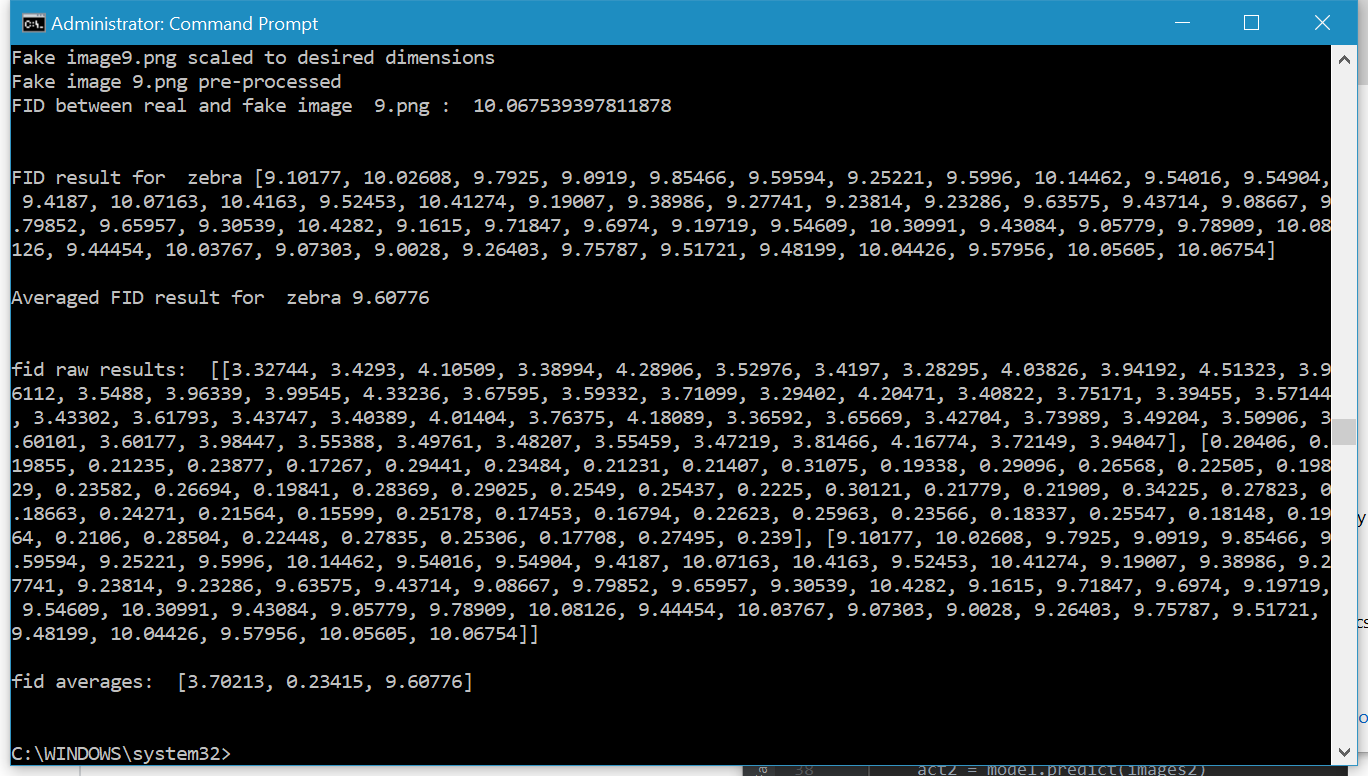 Administrator: Command Prompt
Fake image9.png scaled to desired dimensions
Fake image 9.png pre-processed
FID between real and fake image  9.png :  10.067539397811878
FID result for  zebra [9.10177, 10.02608, 9.7925, 9.0919, 9.85466, 9.59594, 9.25221, 9.5996, 10.14462, 9.54016, 9.54904,
 9.4187, 10.07163, 10.4163, 9.52453, 10.41274, 9.19007, 9.38986, 9.27741, 9.23814, 9.23286, 9.63575, 9.43714, 9.08667, 9
.79852, 9.65957, 9.30539, 10.4282, 9.1615, 9.71847, 9.6974, 9.19719, 9.54609, 10.30991, 9.43084, 9.05779, 9.78909, 10.08
126, 9.44454, 10.03767, 9.07303, 9.0028, 9.26403, 9.75787, 9.51721, 9.48199, 10.04426, 9.57956, 10.05605, 10.06754]
Averaged FID result for  zebra 9.60776
fid raw results:  [[3.32744, 3.4293, 4.10509, 3.38994, 4.28906, 3.52976, 3.4197, 3.28295, 4.03826, 3.94192, 4.51323, 3.9
6112, 3.5488, 3.96339, 3.99545, 4.33236, 3.67595, 3.59332, 3.71099, 3.29402, 4.20471, 3.40822, 3.75171, 3.39455, 3.57144
, 3.43302, 3.61793, 3.43747, 3.40389, 4.01404, 3.76375, 4.18089, 3.36592, 3.65669, 3.42704, 3.73989, 3.49204, 3.50906, 3
.60101, 3.60177, 3.98447, 3.55388, 3.49761, 3.48207, 3.55459, 3.47219, 3.81466, 4.16774, 3.72149, 3.94047], [0.20406, 0.
19855, 0.21235, 0.23877, 0.17267, 0.29441, 0.23484, 0.21231, 0.21407, 0.31075, 0.19338, 0.29096, 0.26568, 0.22505, 0.198
29, 0.23582, 0.26694, 0.19841, 0.28369, 0.29025, 0.2549, 0.25437, 0.2225, 0.30121, 0.21779, 0.21909, 0.34225, 0.27823, 0
.18663, 0.24271, 0.21564, 0.15599, 0.25178, 0.17453, 0.16794, 0.22623, 0.25963, 0.23566, 0.18337, 0.25547, 0.18148, 0.19
64, 0.2106, 0.28504, 0.22448, 0.27835, 0.25306, 0.17708, 0.27495, 0.239], [9.10177, 10.02608, 9.7925, 9.0919, 9.85466, 9
.59594, 9.25221, 9.5996, 10.14462, 9.54016, 9.54904, 9.4187, 10.07163, 10.4163, 9.52453, 10.41274, 9.19007, 9.38986, 9.2
7741, 9.23814, 9.23286, 9.63575, 9.43714, 9.08667, 9.79852, 9.65957, 9.30539, 10.4282, 9.1615, 9.71847, 9.6974, 9.19719,
 9.54609, 10.30991, 9.43084, 9.05779, 9.78909, 10.08126, 9.44454, 10.03767, 9.07303, 9.0028, 9.26403, 9.75787, 9.51721,
9.48199, 10.04426, 9.57956, 10.05605, 10.06754]]
fid averages:  [3.70213, 0.23415, 9.60776]
C:\WINDOWS\system32>
38 act2 = model.predict(images2)